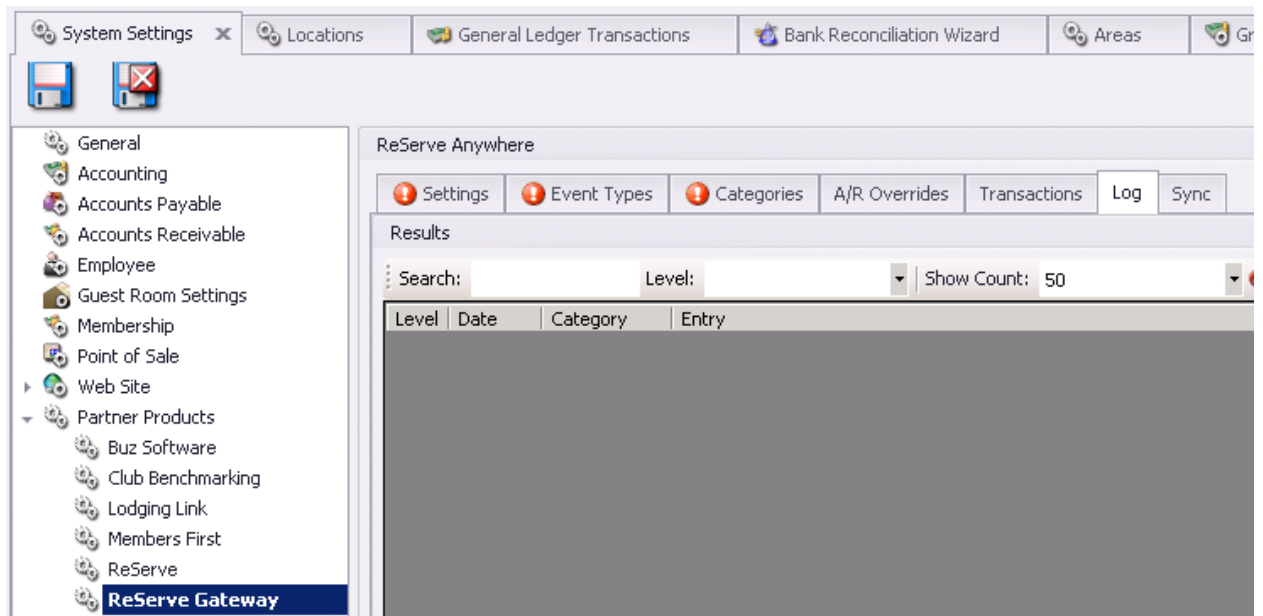 System Settings x Locations General Ledger Transactions Bank Reconciliation Wizard Areas Gr
General
Accounting
Accounts Payable
Accounts Receivable
Employee
Guest Room Settings
Membership
Point of Sale
Web Site
Partner Products
Buz Software
Club Benchmarking
Lodging Link
Members First
ReServe
ReServe Gateway
ReServe Anywhere
Settings Event Types Categories A/R Overrides Transactions Log Sync
Results
Search: Level: Show Count: 50
Level Date Category Entry